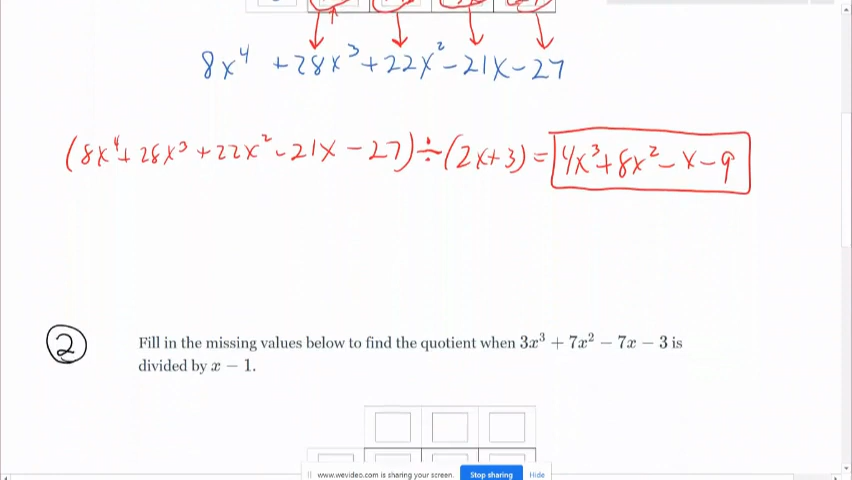 8x⁴ + 28x³ + 22x² - 21x - 27
(8x⁴ + 28x³ + 22x² - 21x - 27) ÷ (2x+3) = 4x³ + 8x² - x - 9
2 Fill in the missing values below to find the quotient when 3x³ + 7x² − 7x − 3 is
divided by x − 1.
www.wevideo.com is sharing your screen. Stop sharing Hide